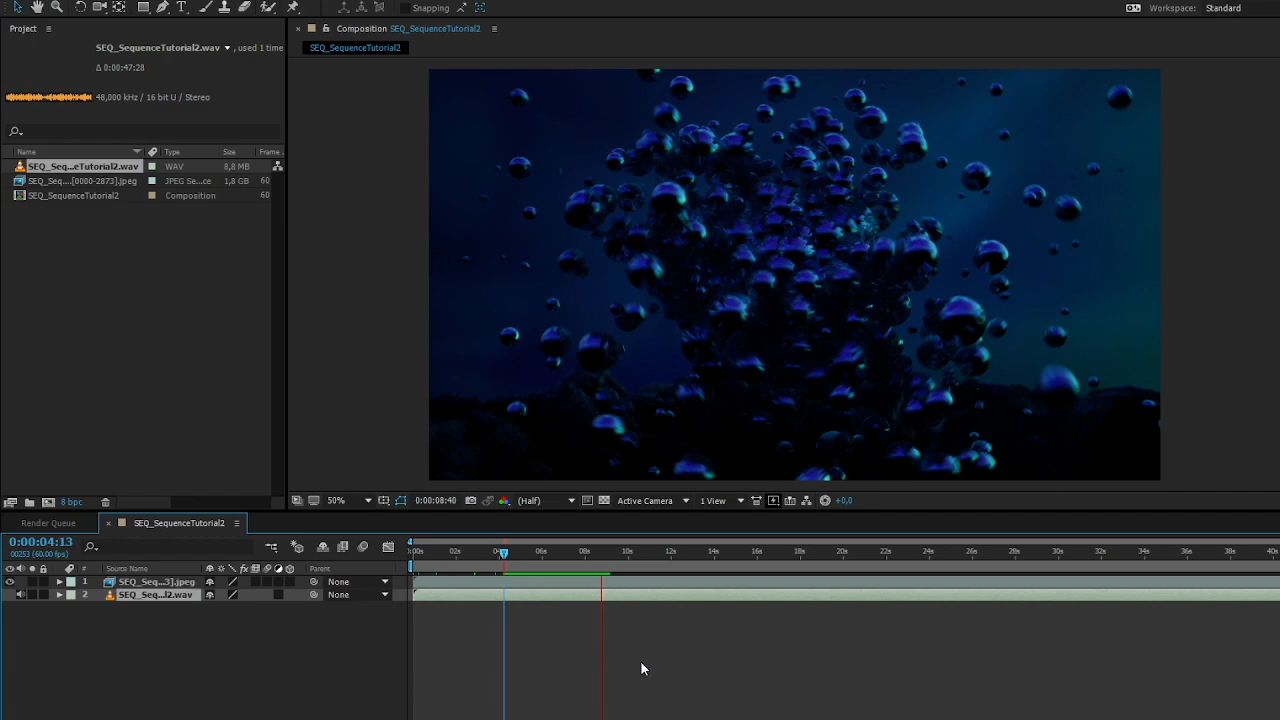 Snapping
Workspace: Standard
Project
Composition SEQ_SequenceTutorial2
SEQ_SequenceTutorial2.wav , used 1 time
SEQ_SequenceTutorial2
Δ 0:00:47:28
48,000 kHz / 16 bit U / Stereo
Name Type Size Frame
SEQ_Seq...eTutorial2.wav WAV 8,8 MB
SEQ_Seq....[0000-2873].jpeg JPEG Se...ce 1,8 GB 60
SEQ_SequenceTutorial2 Composition 60
8 bpc
50% 0:00:08:40 (Half) Active Camera 1 View +0,0
Render Queue SEQ_SequenceTutorial2
0:00:04:13
00253 (60.00 fps)
:00s 02s 04s 06s 08s 10s 12s 14s 16s 18s 20s 22s 24s 26s 28s 30s 32s 34s 36s 38s 40s
# Source Name Parent
1 SEQ_Seq...3].jpeg None
2 SEQ_Seq...l2.wav None